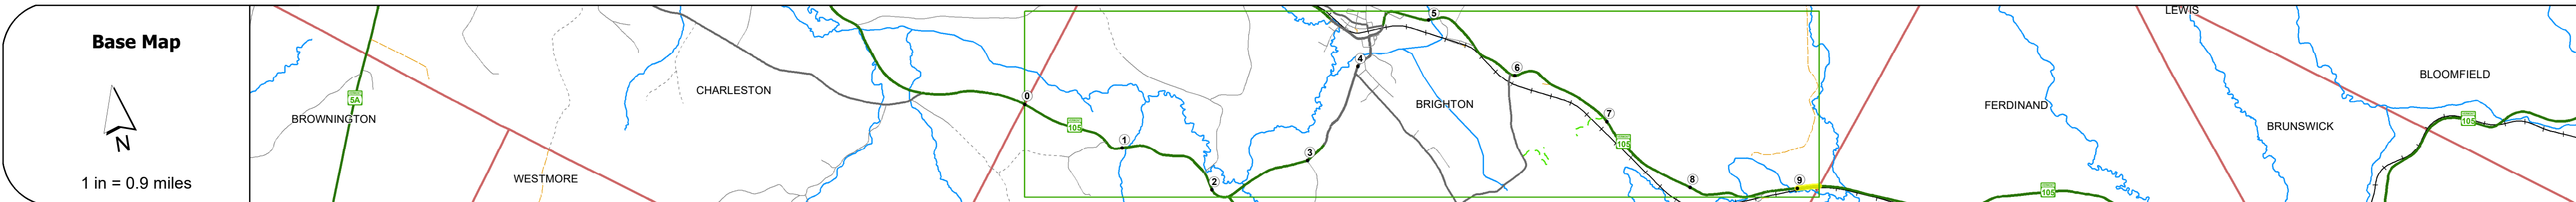 Base Map
N
1 in = 0.9 miles
5A
BROWNINGTON
WESTMORE
CHARLESTON
0
105
1
2
3
4
5
BRIGHTON
6
7
105
8
9
FERDINAND
105
LEWIS
BRUNSWICK
BLOOMFIELD
105